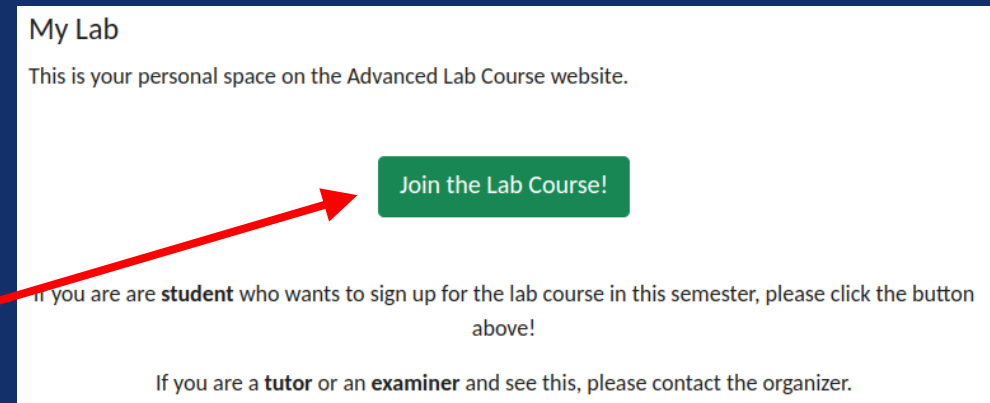 My Lab
This is your personal space on the Advanced Lab Course website.
Join the Lab Course!
If you are are student who wants to sign up for the lab course in this semester, please click the button
above!
If you are a tutor or an examiner and see this, please contact the organizer.